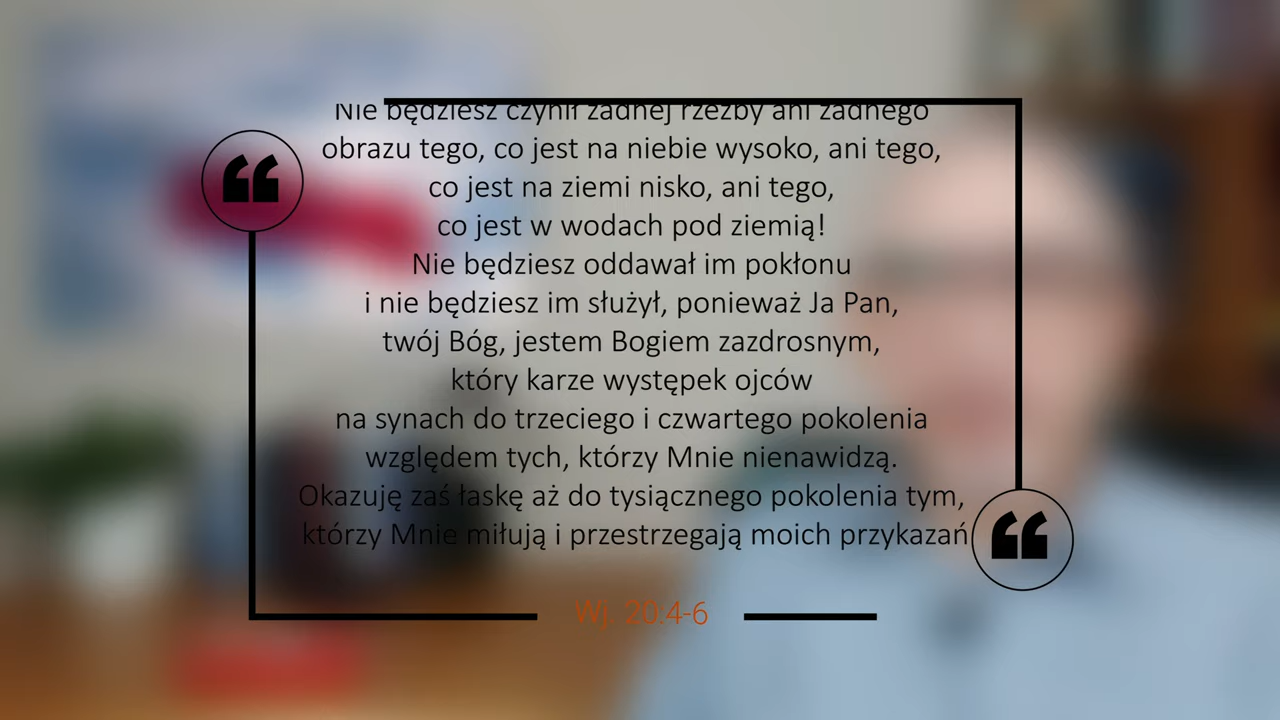 Nie będziesz czynił żadnej rzeźby ani żadnego
obrazu tego, co jest na niebie wysoko, ani tego,
co jest na ziemi nisko, ani tego,
co jest w wodach pod ziemią!
Nie będziesz oddawał im pokłonu
i nie będziesz im służył, ponieważ Ja Pan,
twój Bóg, jestem Bogiem zazdrosnym,
który karze występek ojców
na synach do trzeciego i czwartego pokolenia
względem tych, którzy Mnie nienawidzą.
Okazuję zaś łaskę aż do tysiącznego pokolenia tym,
którzy Mnie miłują i przestrzegają moich przykazań
Wj. 20:4-6